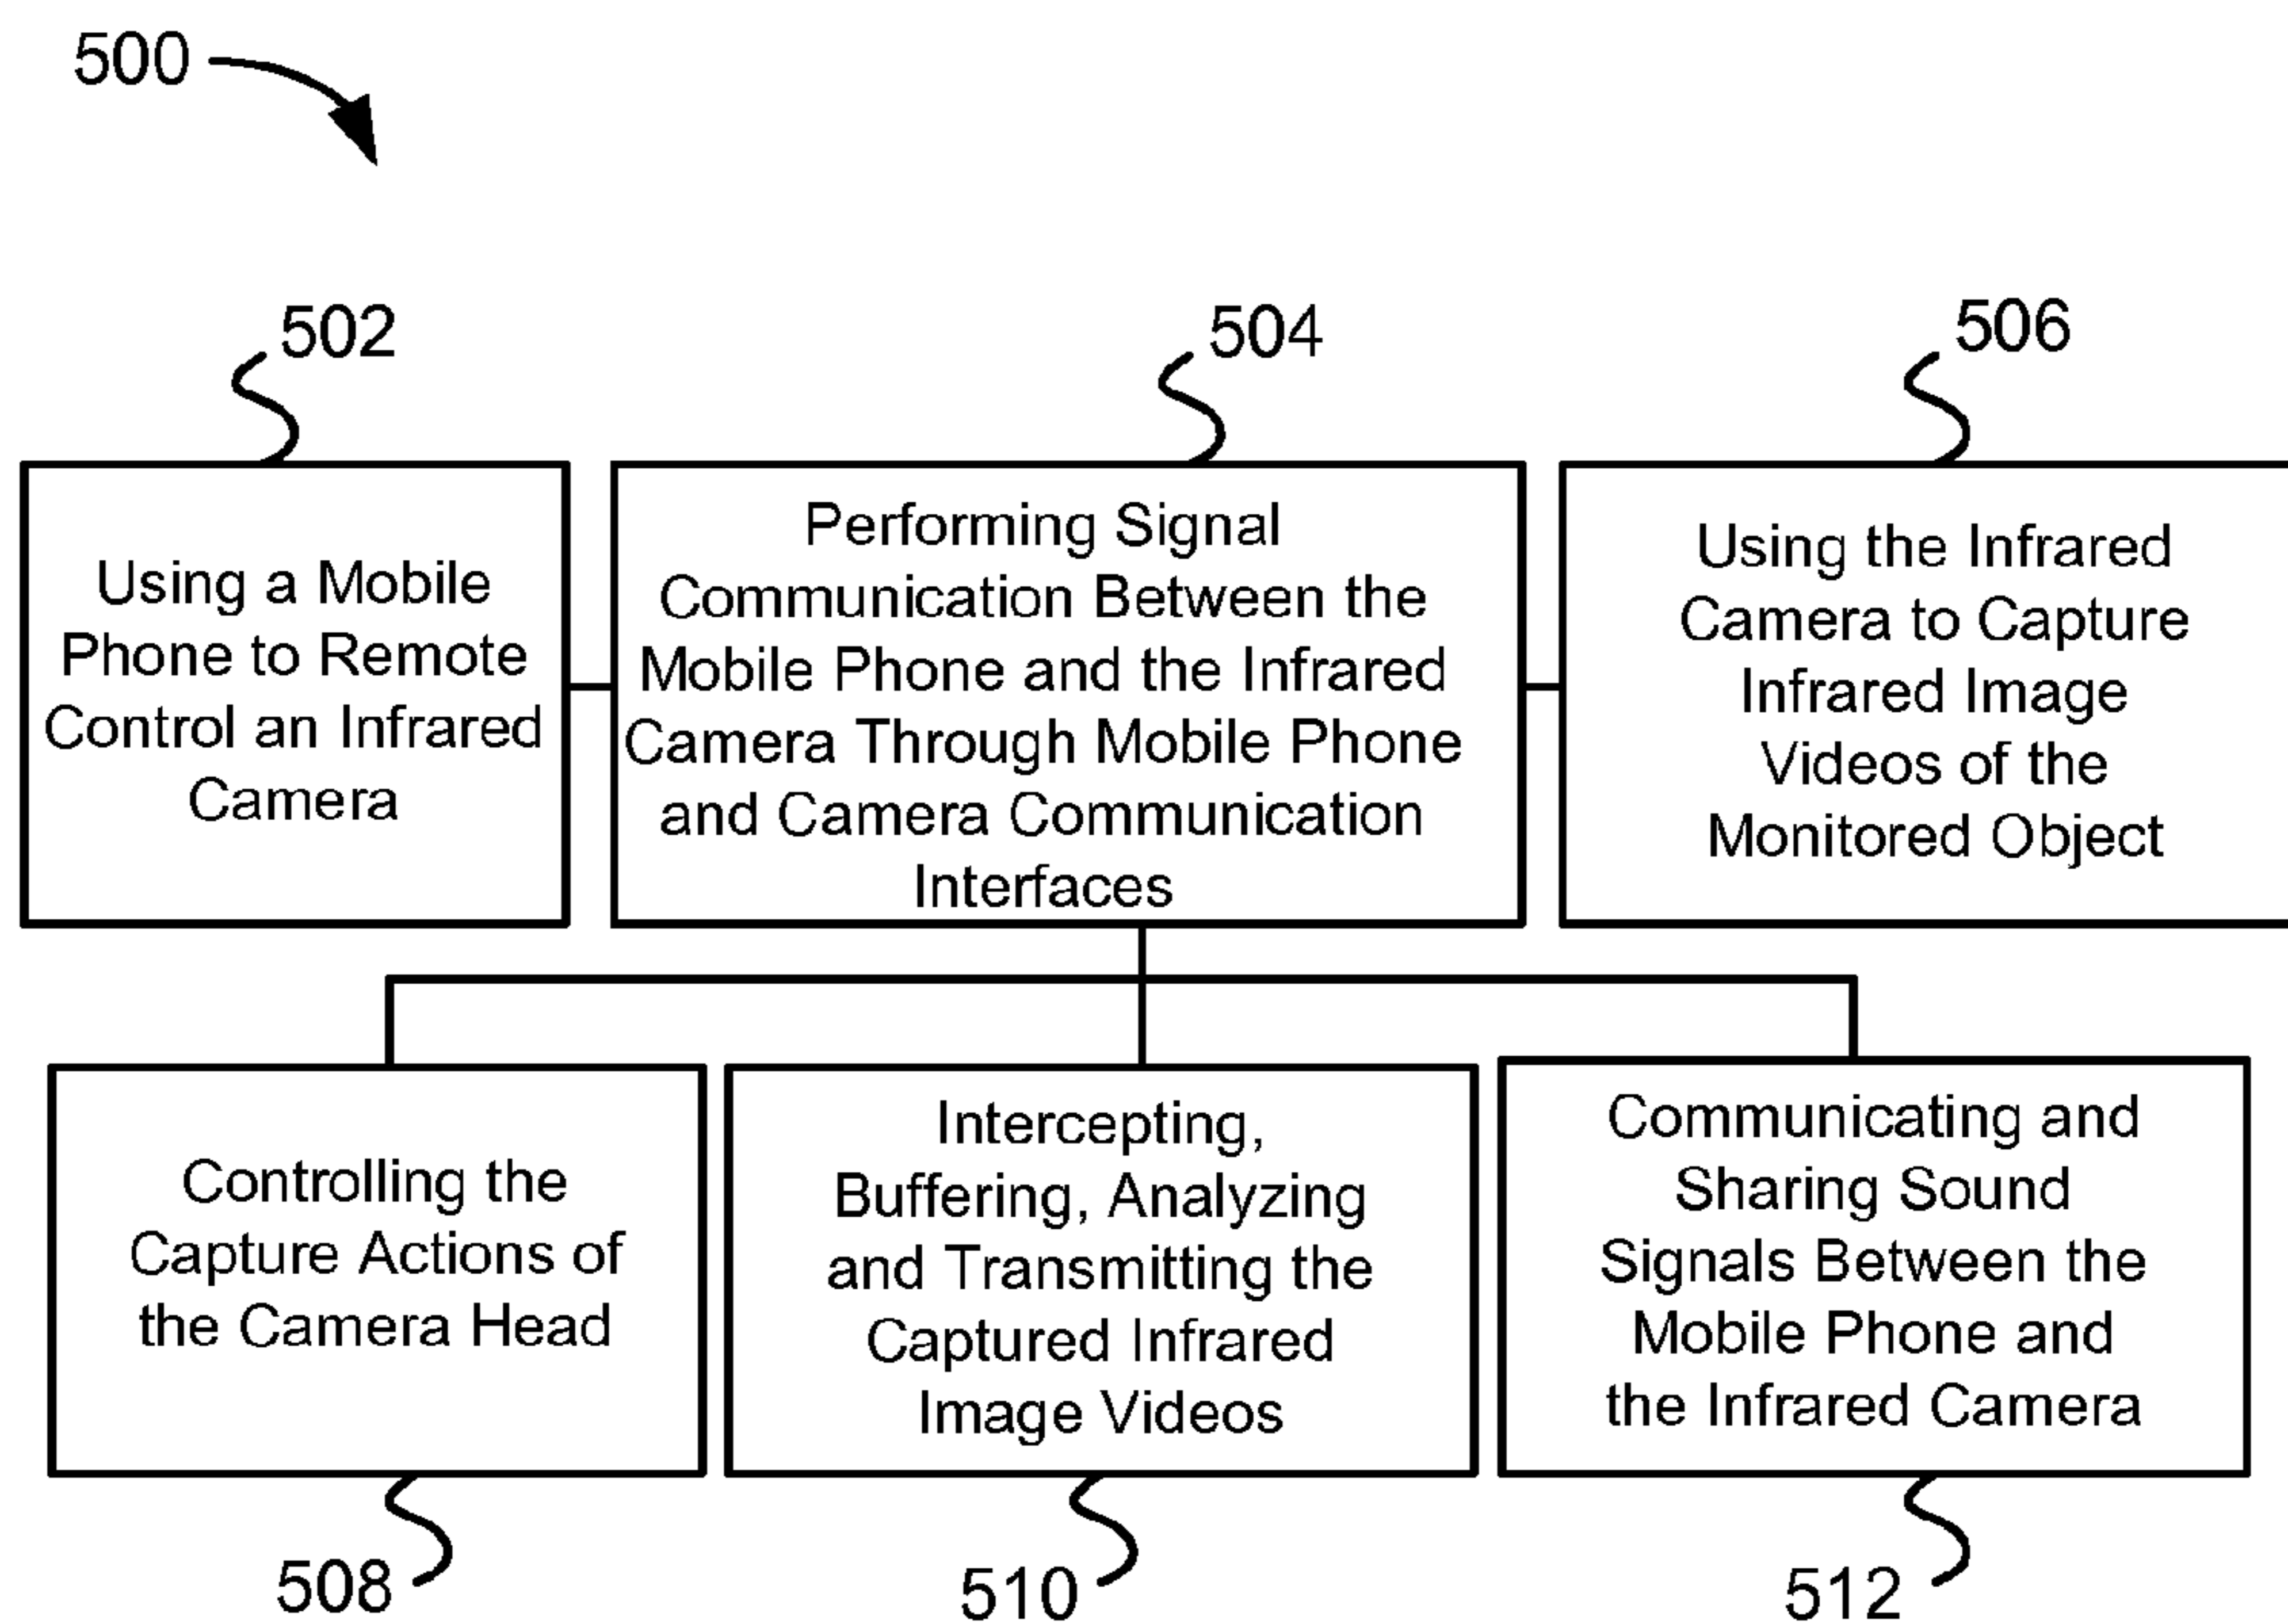 500
502
504
506
Using a Mobile
Phone to Remote
Control an Infrared
Camera
Performing Signal
Communication Between the
Mobile Phone and the Infrared
Camera Through Mobile Phone
and Camera Communication
Interfaces
Using the Infrared
Camera to Capture
Infrared Image
Videos of the
Monitored Object
Controlling the
Capture Actions of
the Camera Head
Intercepting,
Buffering, Analyzing
and Transmitting the
Captured Infrared
Image Videos
Communicating and
Sharing Sound
Signals Between the
Mobile Phone and
the Infrared Camera
508
510
512